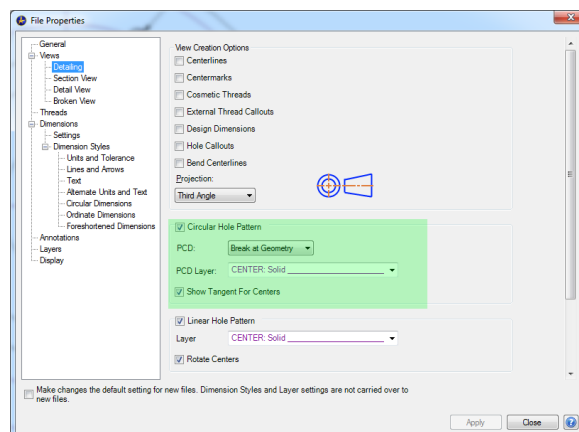 File Properties
General
Views
Detailing
Section View
Detail View
Broken View
Threads
Dimensions
Settings
Dimension Styles
Units and Tolerance
Lines and Arrows
Text
Alternate Units and Text
Circular Dimensions
Ordinate Dimensions
Foreshortened Dimensions
Annotations
Layers
Display
View Creation Options
Centerlines
Centermarks
Cosmetic Threads
External Thread Callouts
Design Dimensions
Hole Callouts
Bend Centerlines
Projection:
Third Angle
Circular Hole Pattern
PCD: Break at Geometry
PCD Layer: CENTER: Solid
Show Tangent For Centers
Linear Hole Pattern
Layer CENTER: Solid
Rotate Centers
Make changes the default setting for new files. Dimension Styles and Layer settings are not carried over to
new files.
Apply Close